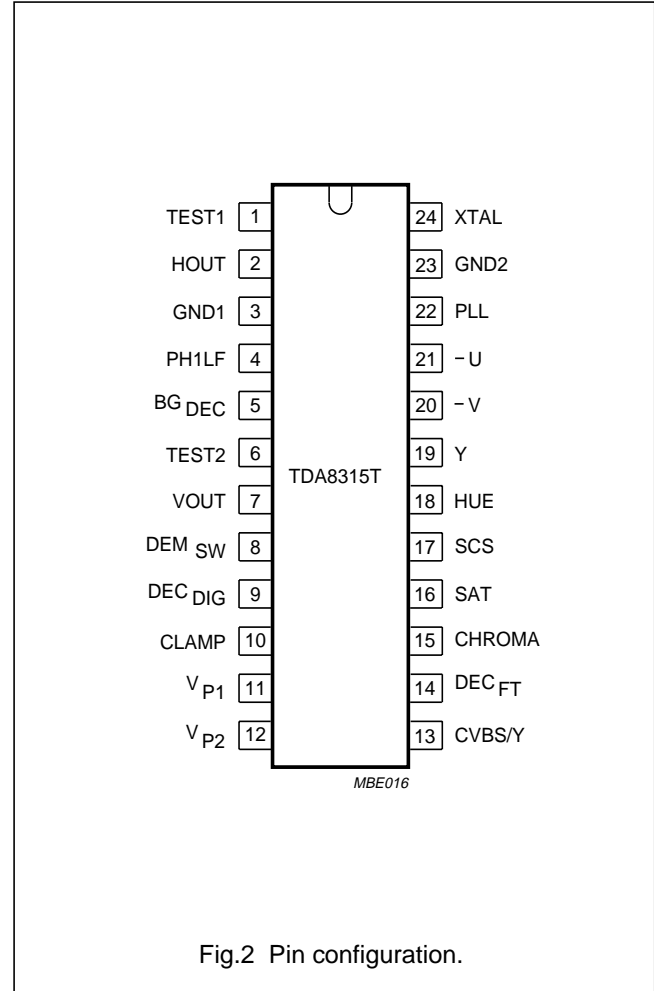 TEST1 1
HOUT 2
GND1 3
PH1LF 4
BG DEC 5
TEST2 6
VOUT 7
DEM SW 8
DEC DIG 9
CLAMP 10
V P1 11
V P2 12
TDA8315T
24 XTAL
23 GND2
22 PLL
21 −U
20 −V
19 Y
18 HUE
17 SCS
16 SAT
15 CHROMA
14 DEC FT
13 CVBS/Y
MBE016
Fig.2 Pin configuration.